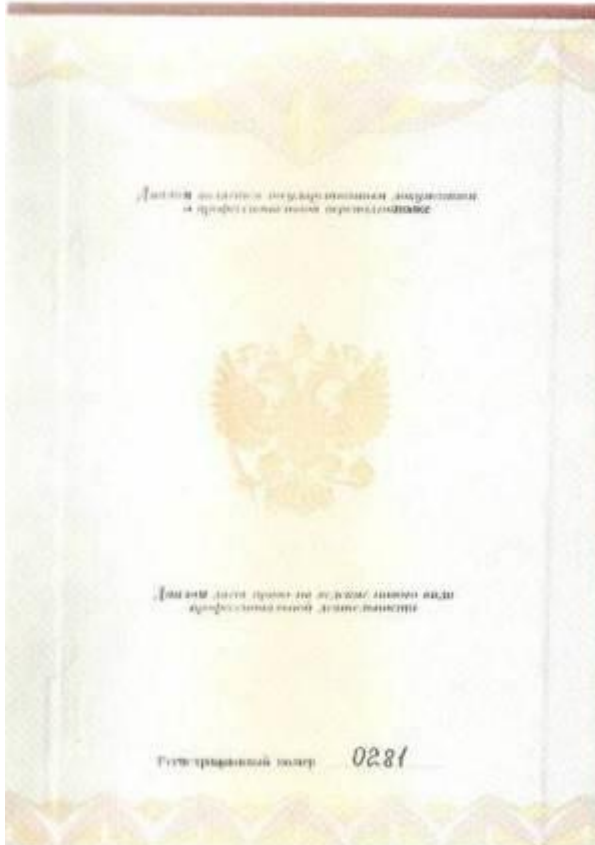 Диплом является государственным документом
о профессиональной переподготовке
Диплом дает право на ведение нового вида
профессиональной деятельности
Регистрационный номер 0281